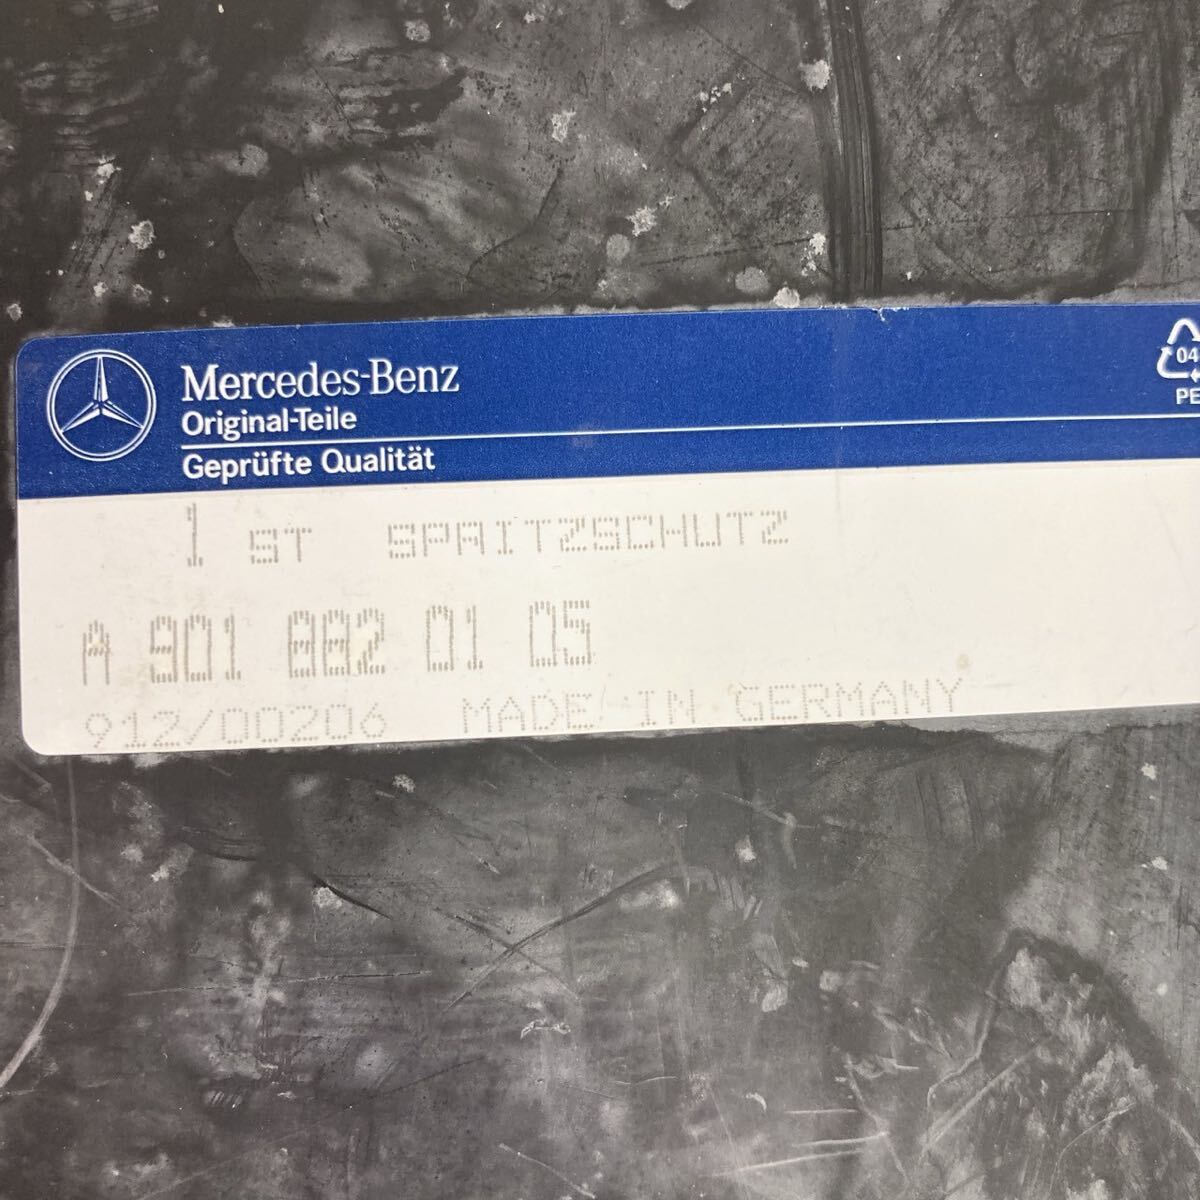 Mercedes-Benz
Original-Teile
Geprüfte Qualität
04
PE
1 ST SPRITZSCHUTZ
A 901 882 01 05
912/00206 MADE IN GERMANY